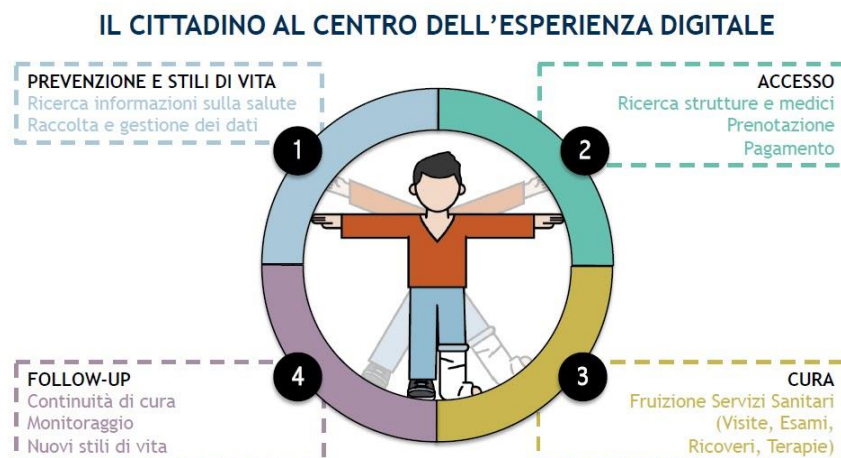 IL CITTADINO AL CENTRO DELL'ESPERIENZA DIGITALE
PREVENZIONE E STILI DI VITA
Ricerca informazioni sulla salute
Raccolta e gestione dei dati
1
ACCESSO
Ricerca strutture e medici
Prenotazione
Pagamento
2
CURA
Fruizione Servizi Sanitari
(Visite, Esami,
Ricoveri, Terapie)
3
FOLLOW-UP
Continuità di cura
Monitoraggio
Nuovi stili di vita
4